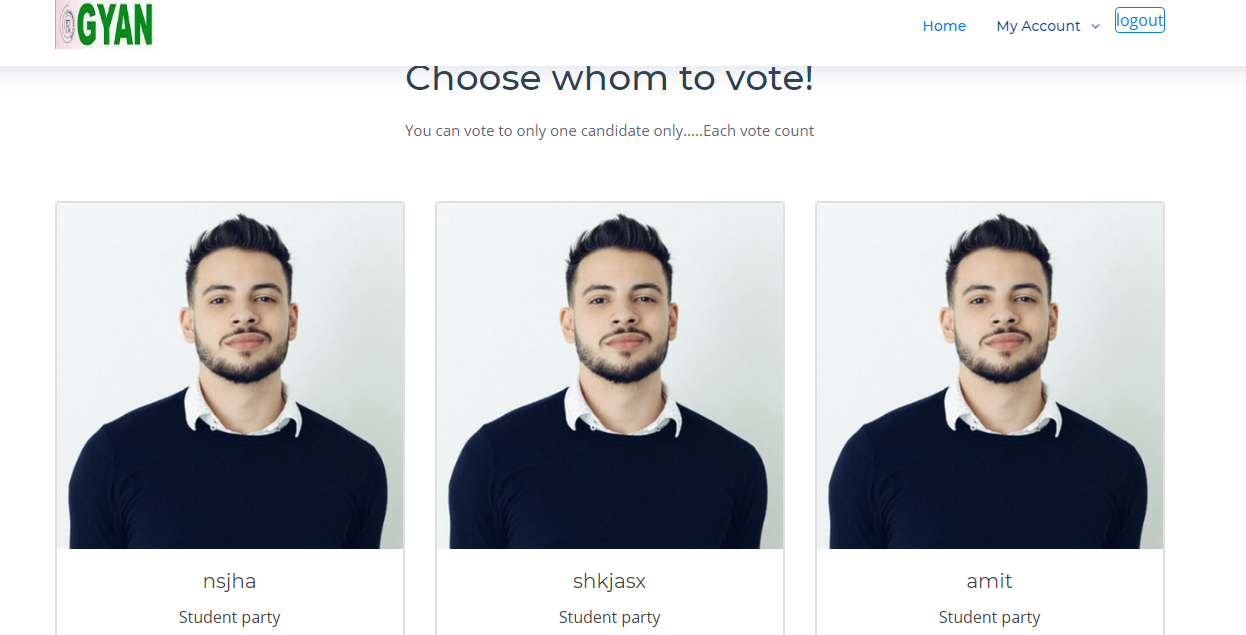 GYAN
Home My Account logout
Choose whom to vote!
You can vote to only one candidate only.....Each vote count
nsjha shkjasx amit
Student party Student party Student party